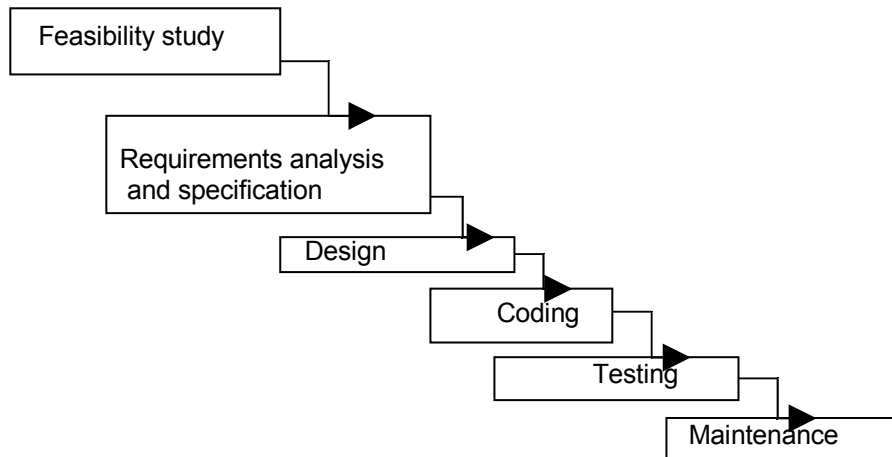 Feasibility study
Requirements analysis
and specification
Design
Coding
Testing
Maintenance